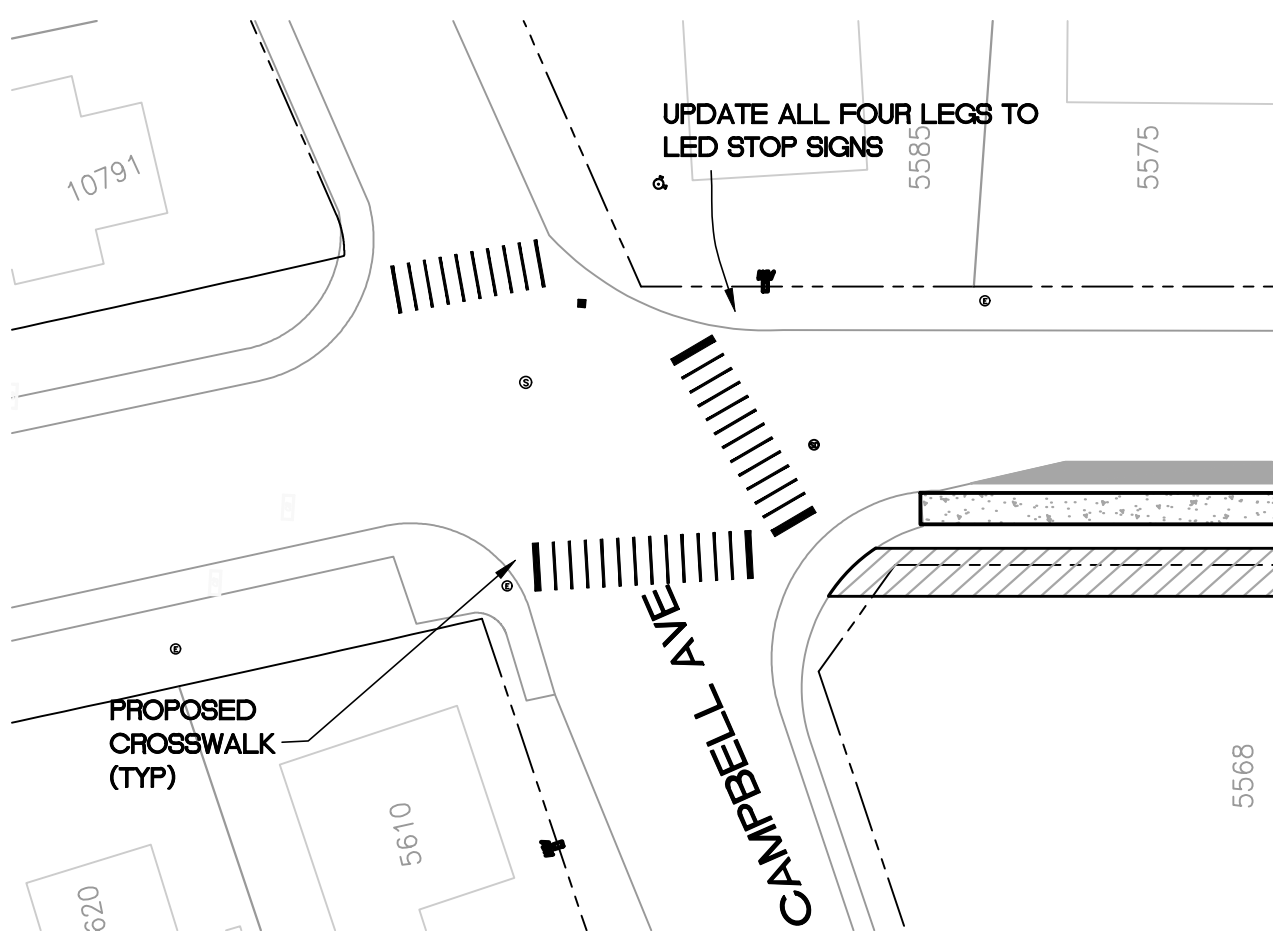 UPDATE ALL FOUR LEGS TO
LED STOP SIGNS
10791
5585
5575
S
E
E
E
CAMPBELL AVE
PROPOSED
CROSSWALK
(TYP)
5568
5610
620